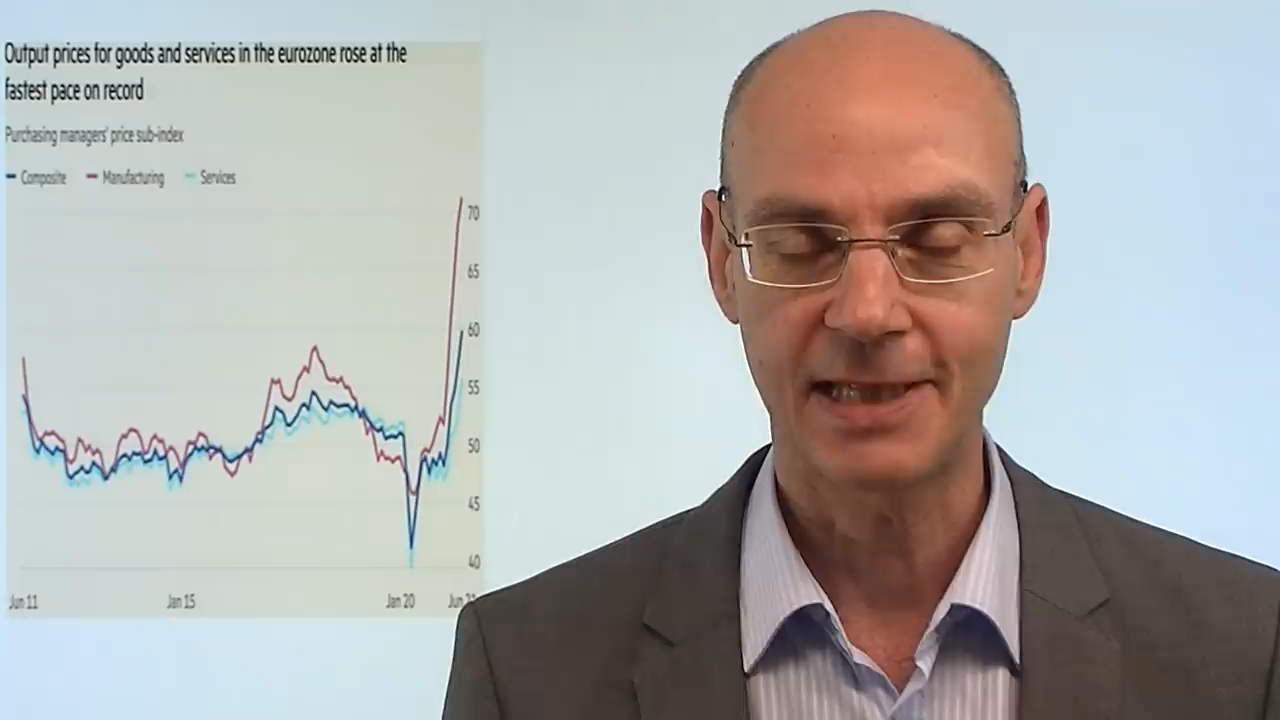 Output prices for goods and services in the eurozone rose at the
fastest pace on record
Purchasing managers' price sub-index
Composite Manufacturing Services
70
65
60
55
50
45
40
Jun 11 Jan 15 Jan 20 Jun